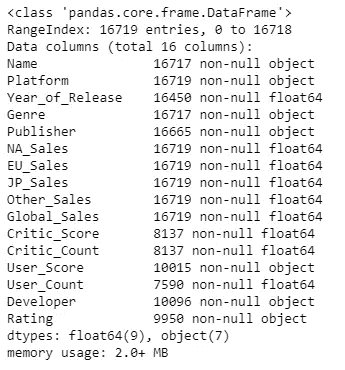 <class 'pandas.core.frame.DataFrame'>
RangeIndex: 16719 entries, 0 to 16718
Data columns (total 16 columns):
Name               16717 non-null object
Platform           16719 non-null object
Year_of_Release    16450 non-null float64
Genre              16717 non-null object
Publisher          16665 non-null object
NA_Sales           16719 non-null float64
EU_Sales           16719 non-null float64
JP_Sales           16719 non-null float64
Other_Sales        16719 non-null float64
Global_Sales       16719 non-null float64
Critic_Score       8137 non-null float64
Critic_Count       8137 non-null float64
User_Score         10015 non-null object
User_Count         7590 non-null float64
Developer          10096 non-null object
Rating             9950 non-null object
dtypes: float64(9), object(7)
memory usage: 2.0+ MB